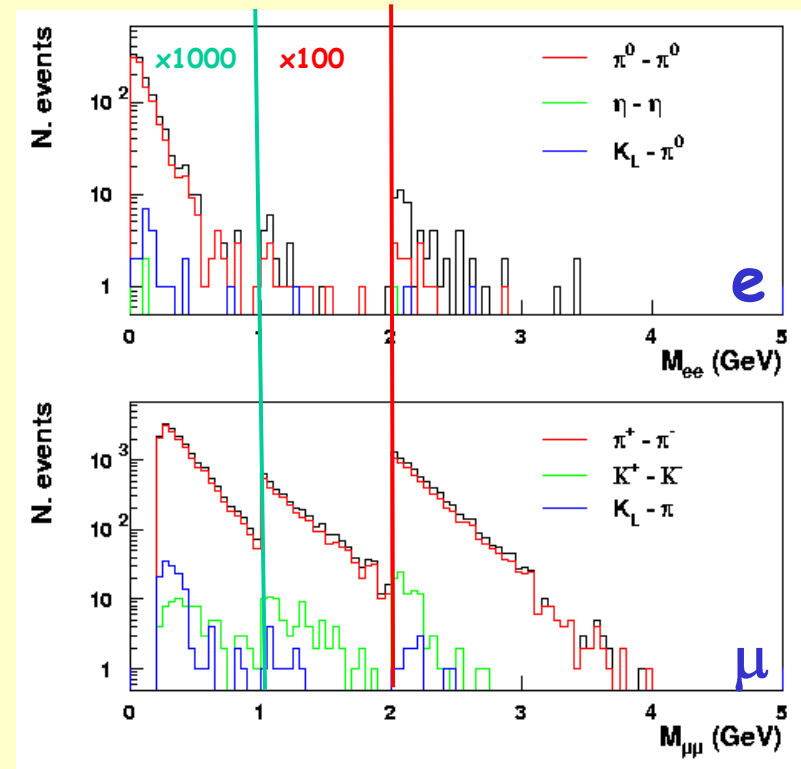 N. events
×1000 ×100
π⁰ - π⁰
η - η
K_L - π⁰
10²
10
1
e
0 1 2 3 4 5
M_ee (GeV)
N. events
π⁺ - π⁻
K⁺ - K⁻
K_L - π
10³
10²
10
1
μ
0 1 2 3 4 5
M_μμ (GeV)